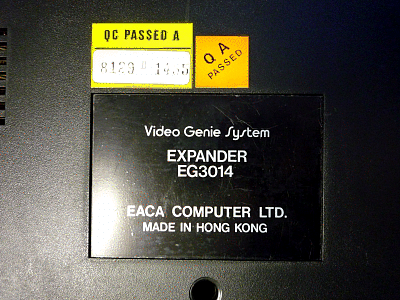 QC PASSED A
QA
PASSED
Video Genie System
EXPANDER
EG3014
EACA COMPUTER LTD.
MADE IN HONG KONG